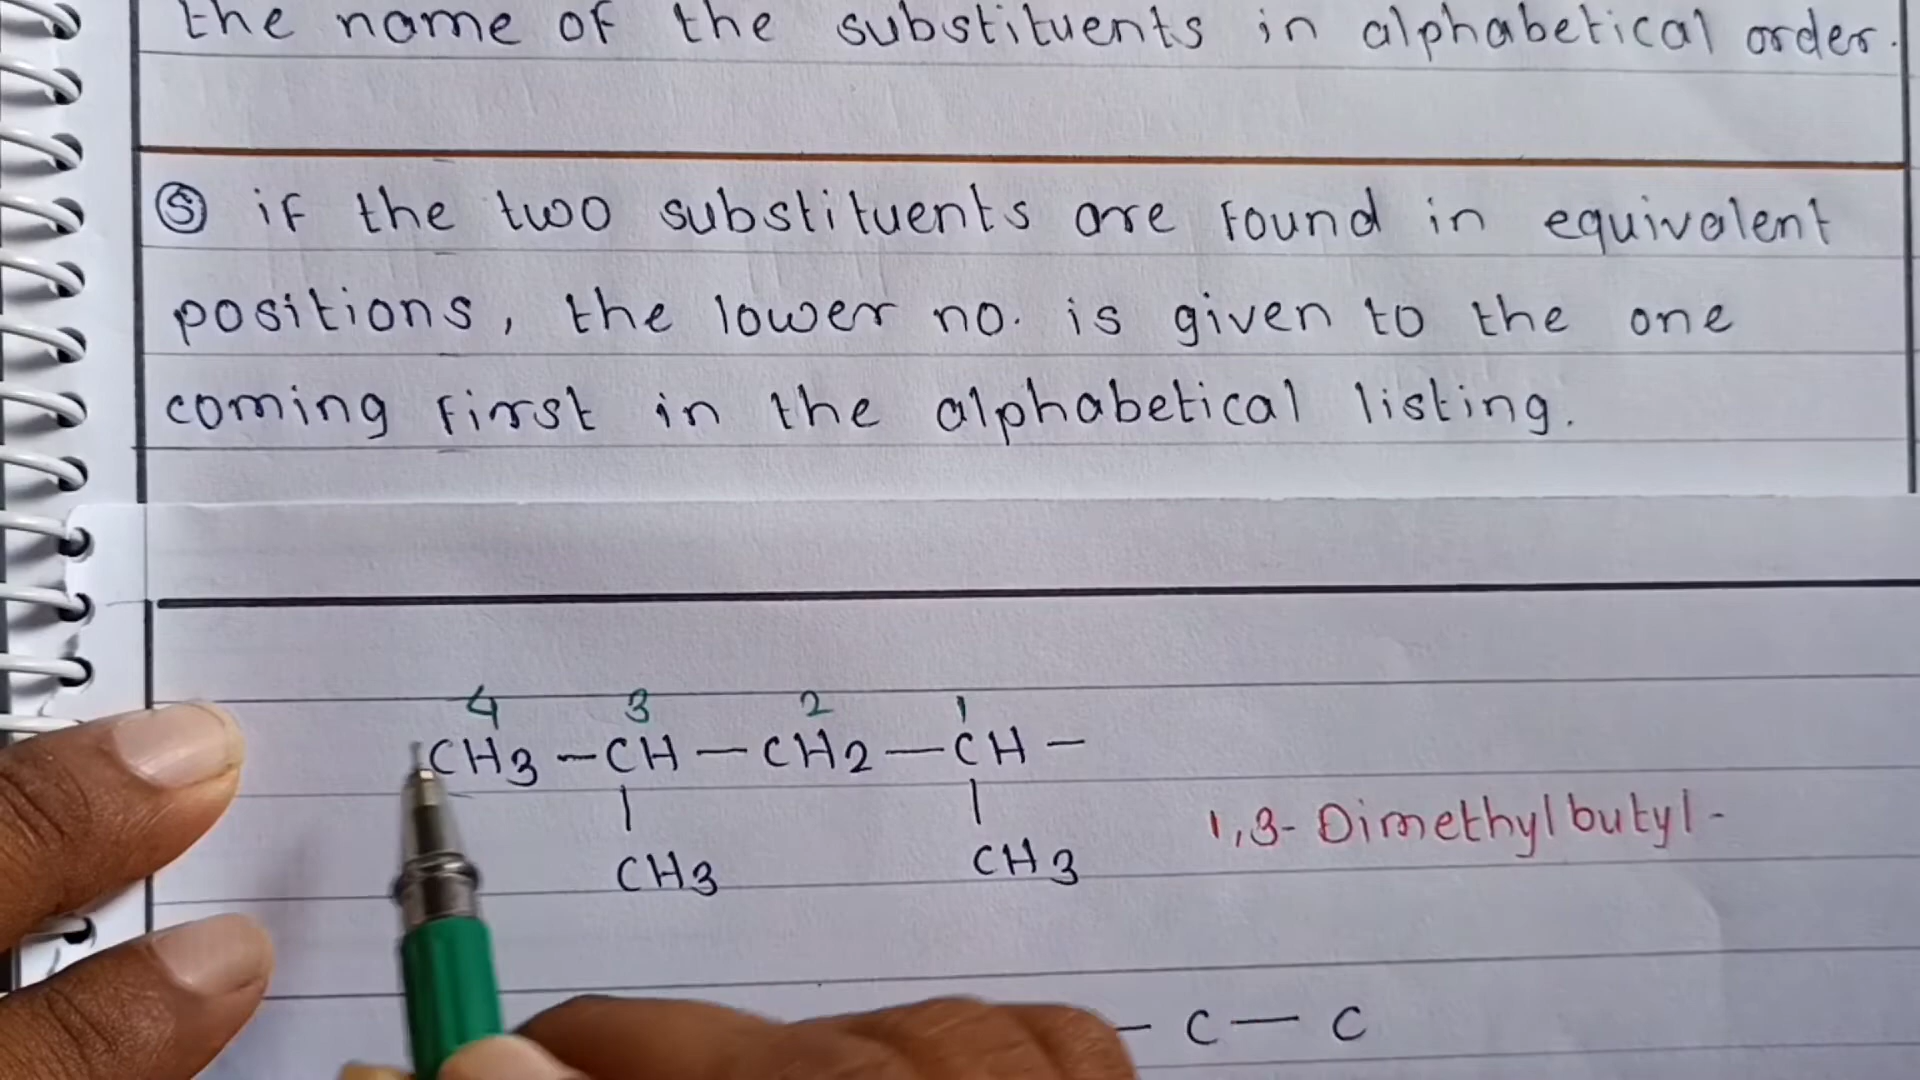 the name of the substituents in alphabetical order.
⑤ if the two substituents are found in equivalent
positions, the lower no. is given to the one
coming first in the alphabetical listing.
4 3 2 1
CH3 - CH - CH2 - CH -
| |
CH3 CH3
1,3- Dimethylbutyl -
- C - C